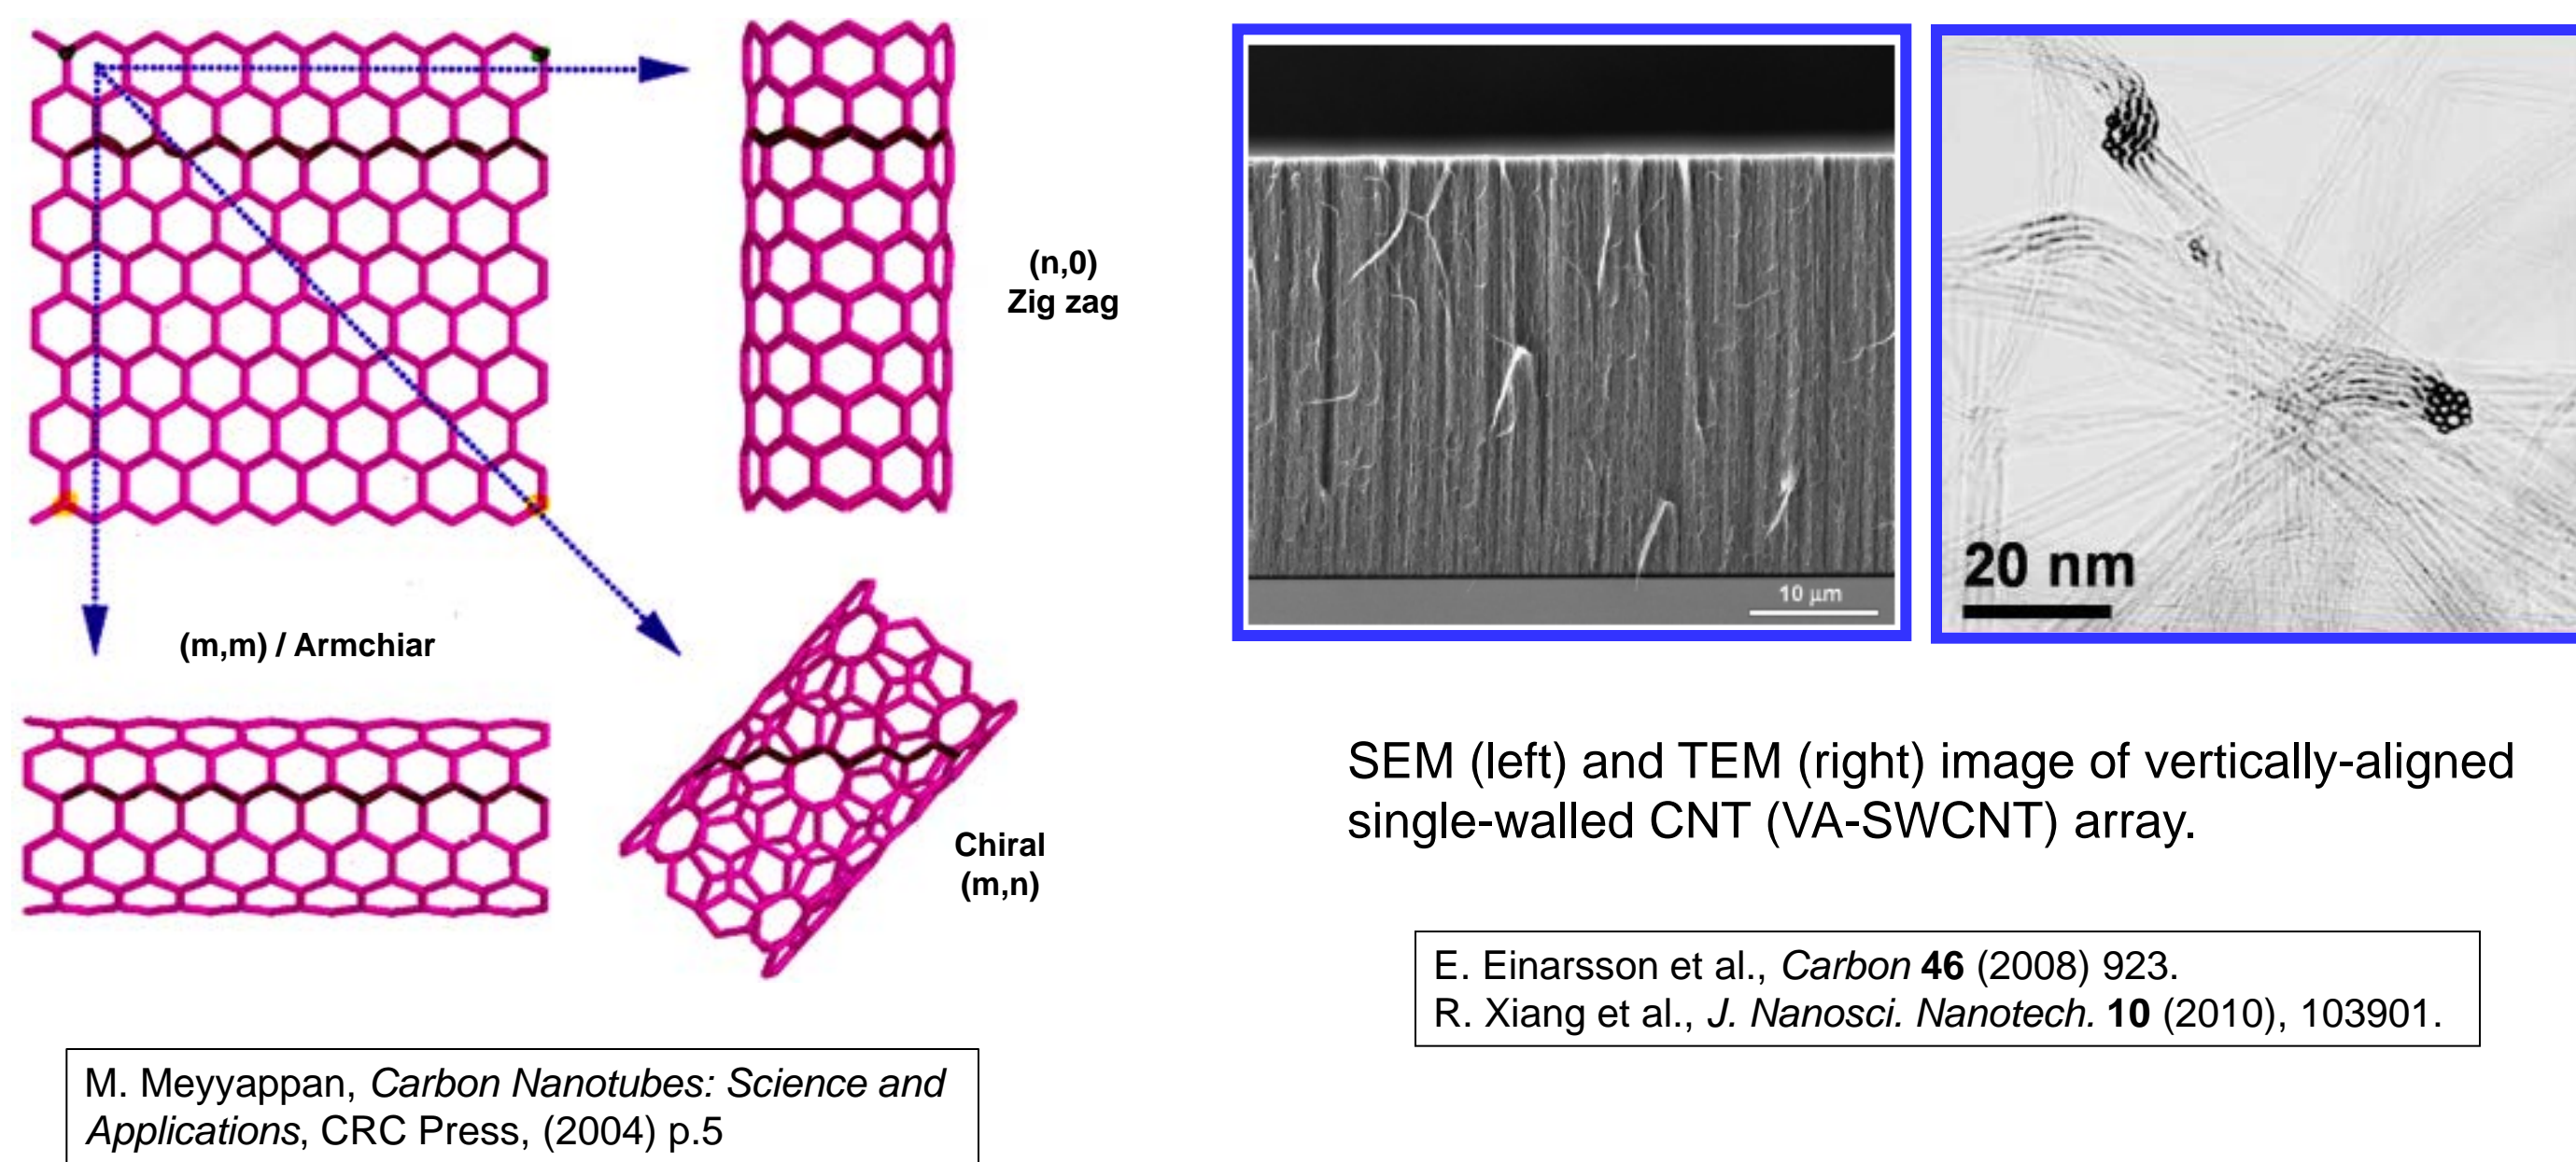 (n,0)
Zig zag
(m,m) / Armchiar
Chiral
(m,n)
M. Meyyappan, Carbon Nanotubes: Science and
Applications, CRC Press, (2004) p.5
10 μm
20 nm
SEM (left) and TEM (right) image of vertically-aligned
single-walled CNT (VA-SWCNT) array.
E. Einarsson et al., Carbon 46 (2008) 923.
R. Xiang et al., J. Nanosci. Nanotech. 10 (2010), 103901.